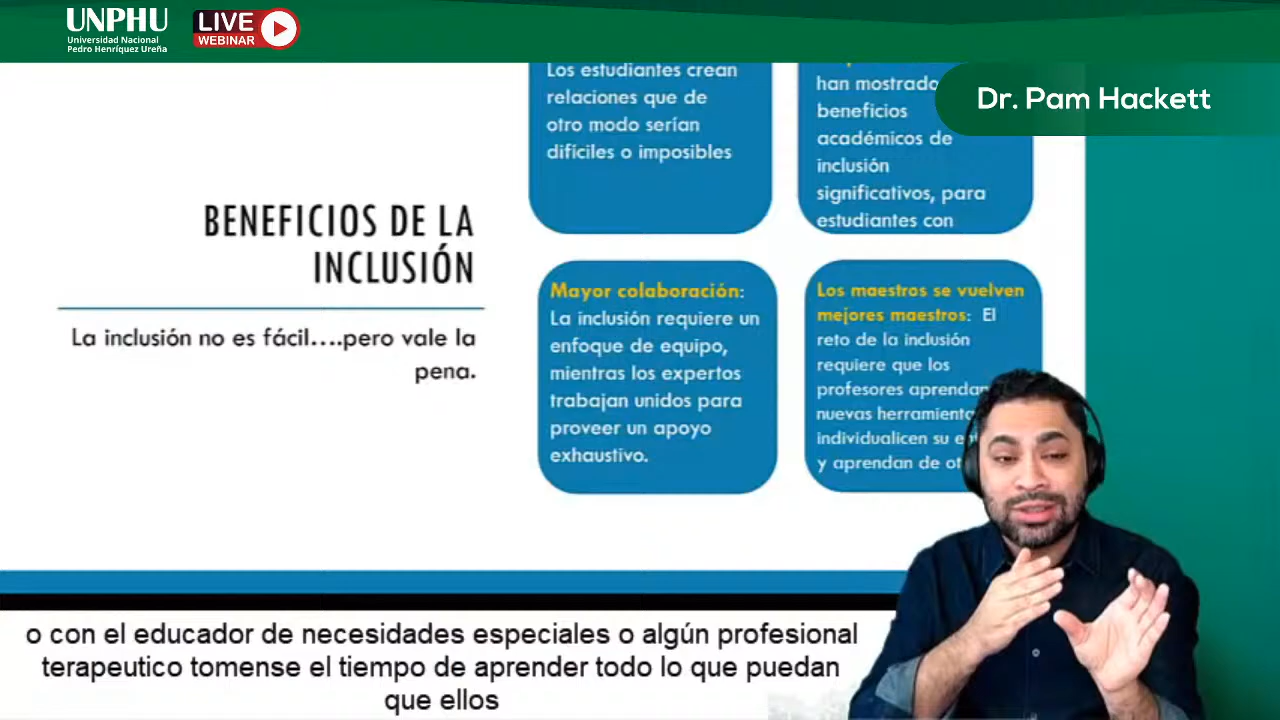 UNPHU
Universidad Nacional
Pedro Henríquez Ureña
LIVE
WEBINAR
Dr. Pam Hackett
BENEFICIOS DE LA
INCLUSIÓN
La inclusión no es fácil....pero vale la
pena.
Los estudiantes crean
relaciones que de
otro modo serían
difíciles o imposibles
han mostrado
beneficios
académicos de
inclusión
significativos, para
estudiantes con
Mayor colaboración:
La inclusión requiere un
enfoque de equipo,
mientras los expertos
trabajan unidos para
proveer un apoyo
exhaustivo.
Los maestros se vuelven
mejores maestros: El
reto de la inclusión
requiere que los
profesores aprendan
nuevas
individualicen su
y aprendan de
o con el educador de necesidades especiales o algún profesional
terapeutico tomense el tiempo de aprender todo lo que puedan
que ellos